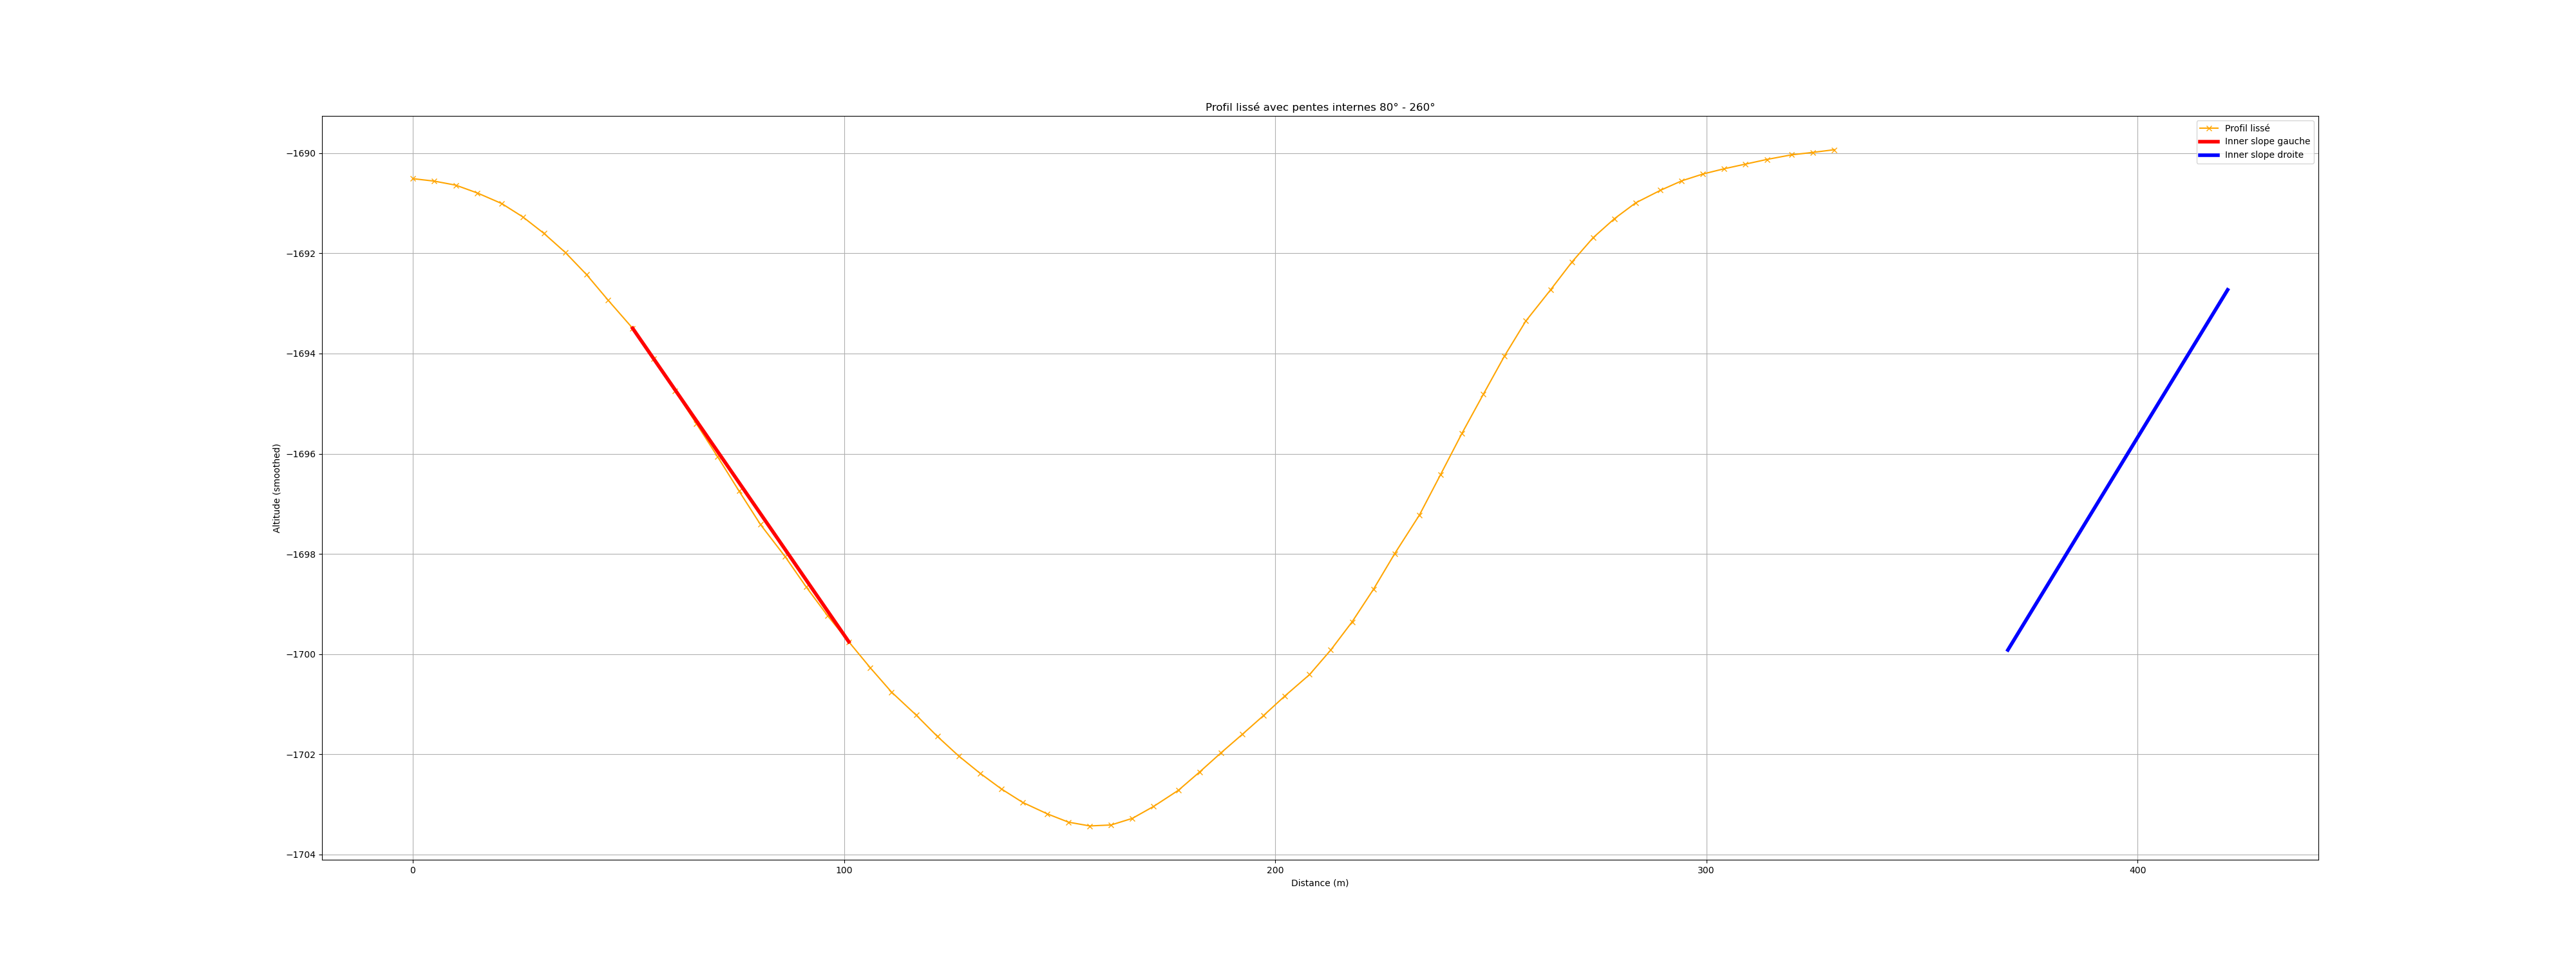 Profil lissé avec pentes internes 80° - 260°
Profil lissé
Inner slope gauche
Inner slope droite
Altitude (smoothed)
−1690
−1692
−1694
−1696
−1698
−1700
−1702
−1704
0
100
200
300
400
Distance (m)